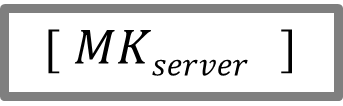 [ MK_server ]